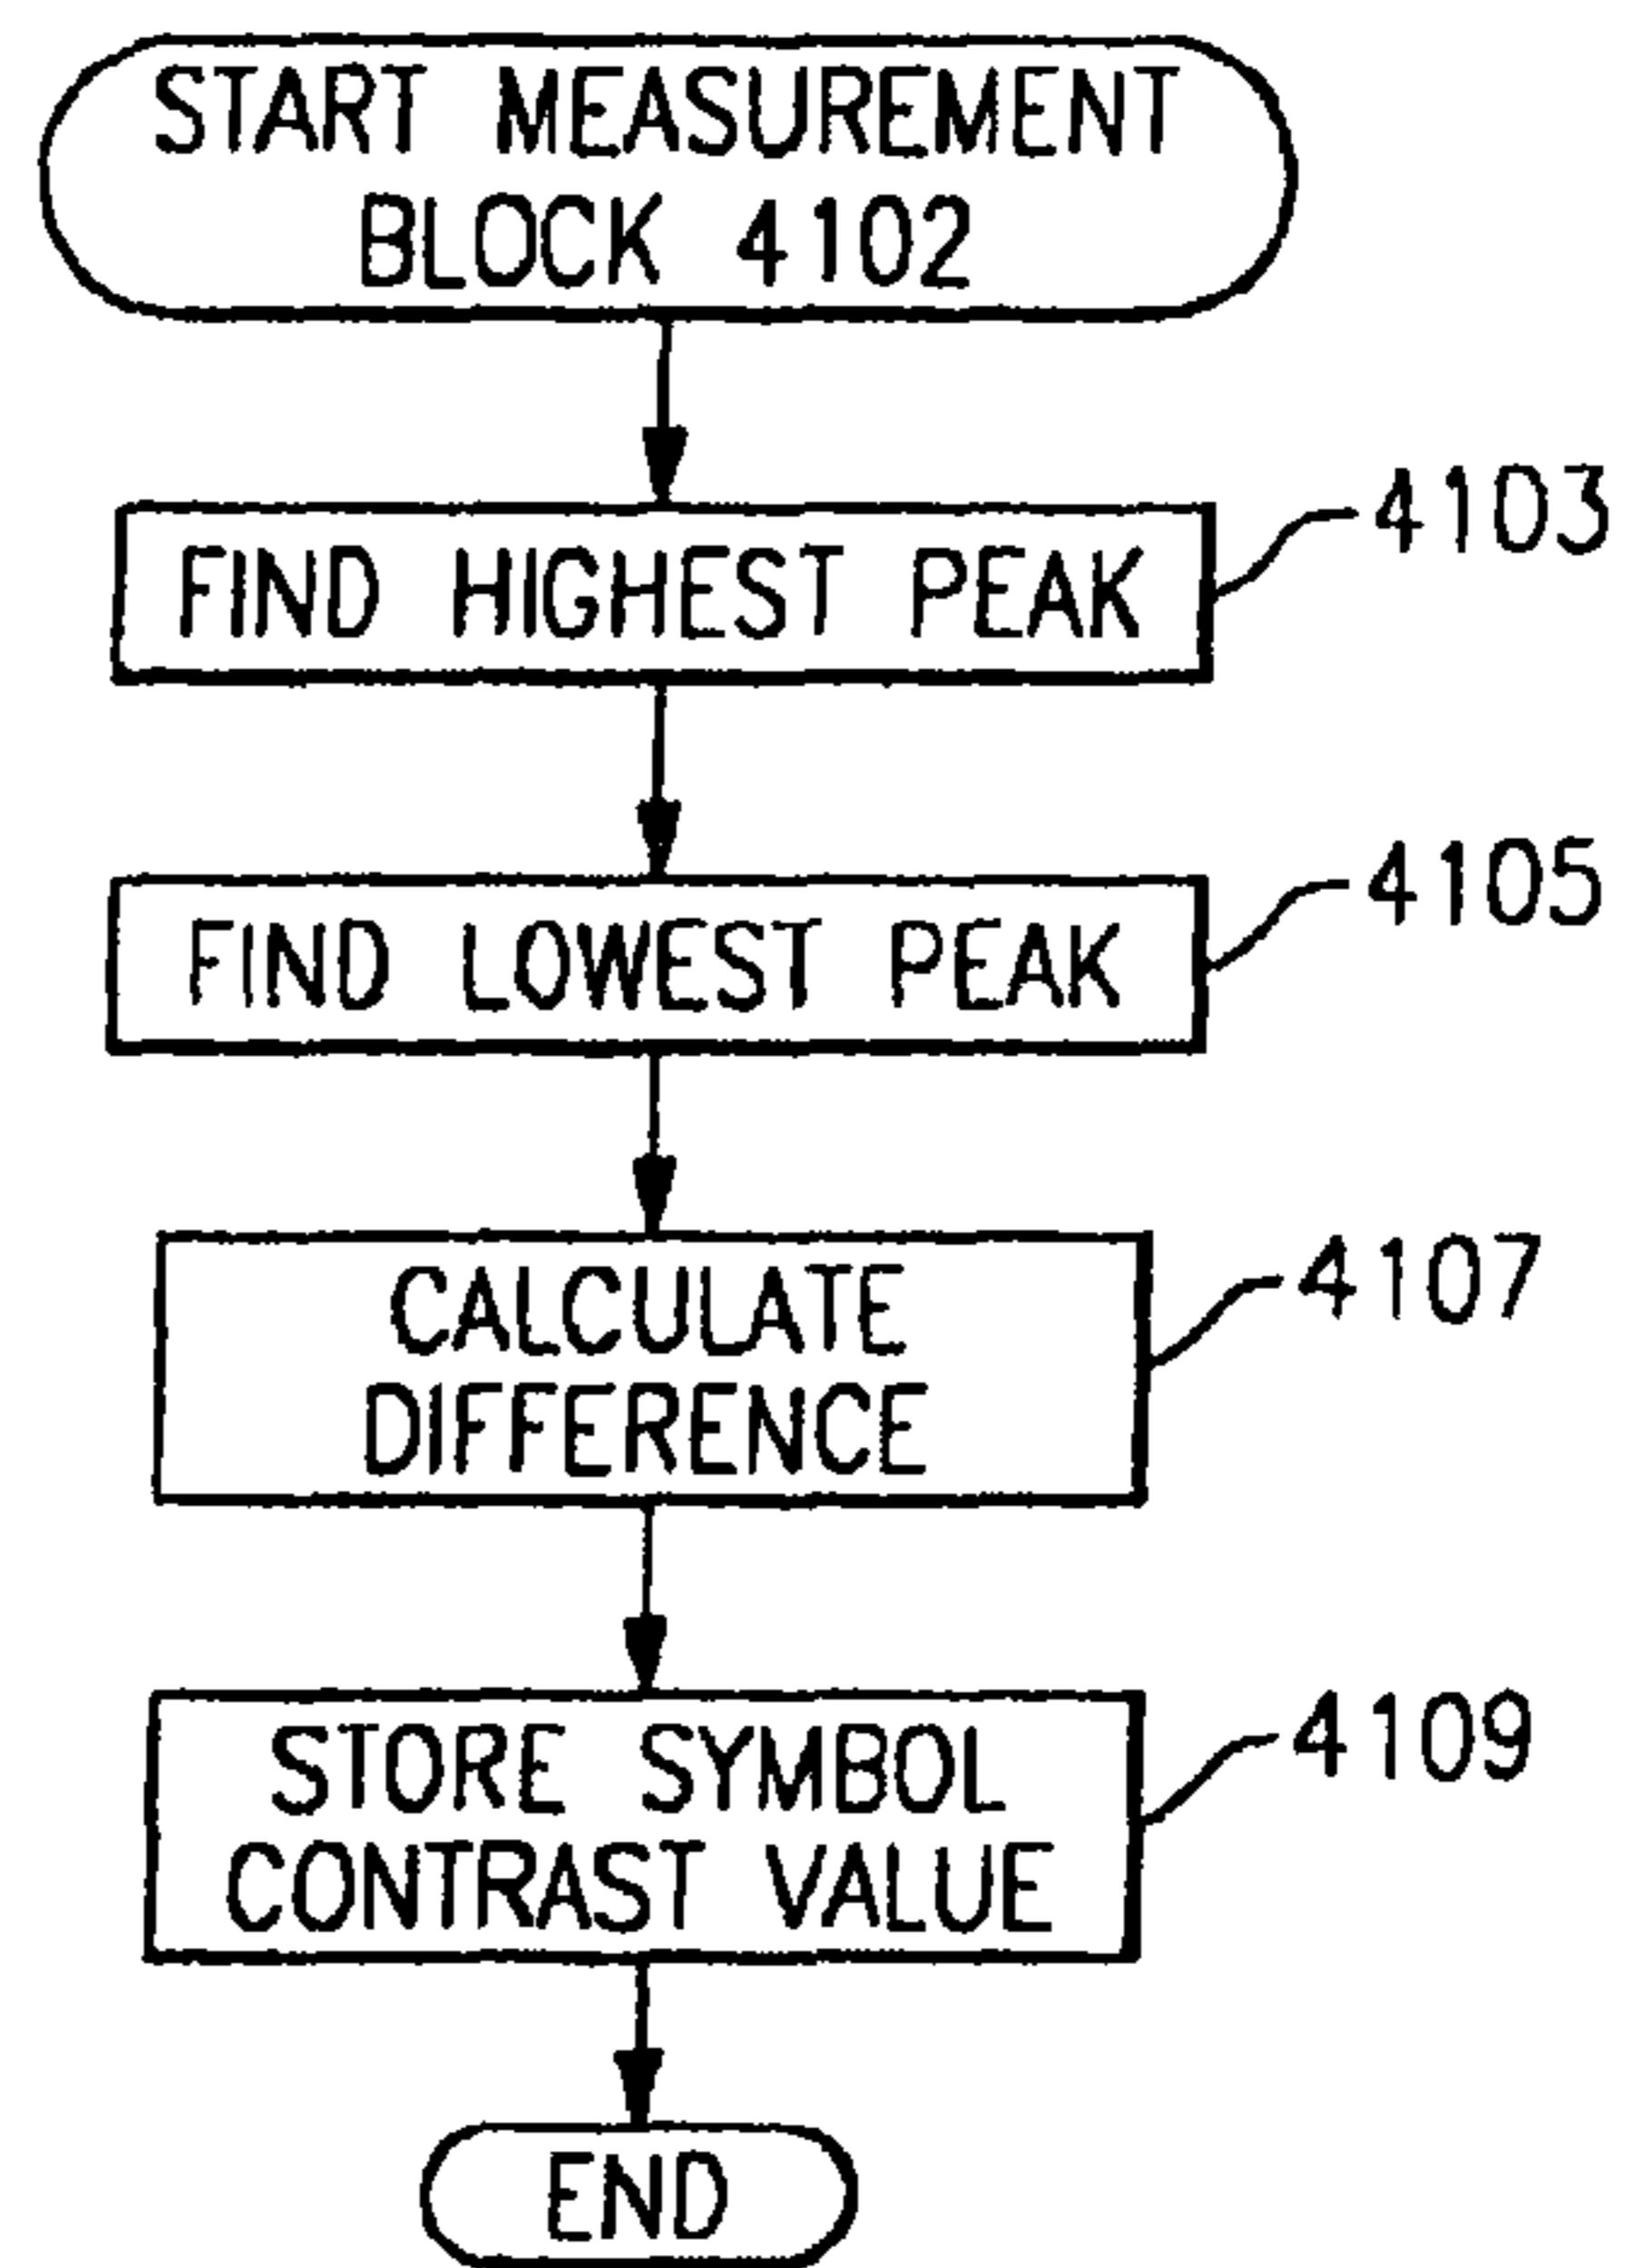 START MEASUREMENT
BLOCK 4102
4103
FIND HIGHEST PEAK
4105
FIND LOWEST PEAK
4107
CALCULATE
DIFFERENCE
4109
STORE SYMBOL
CONTRAST VALUE
END